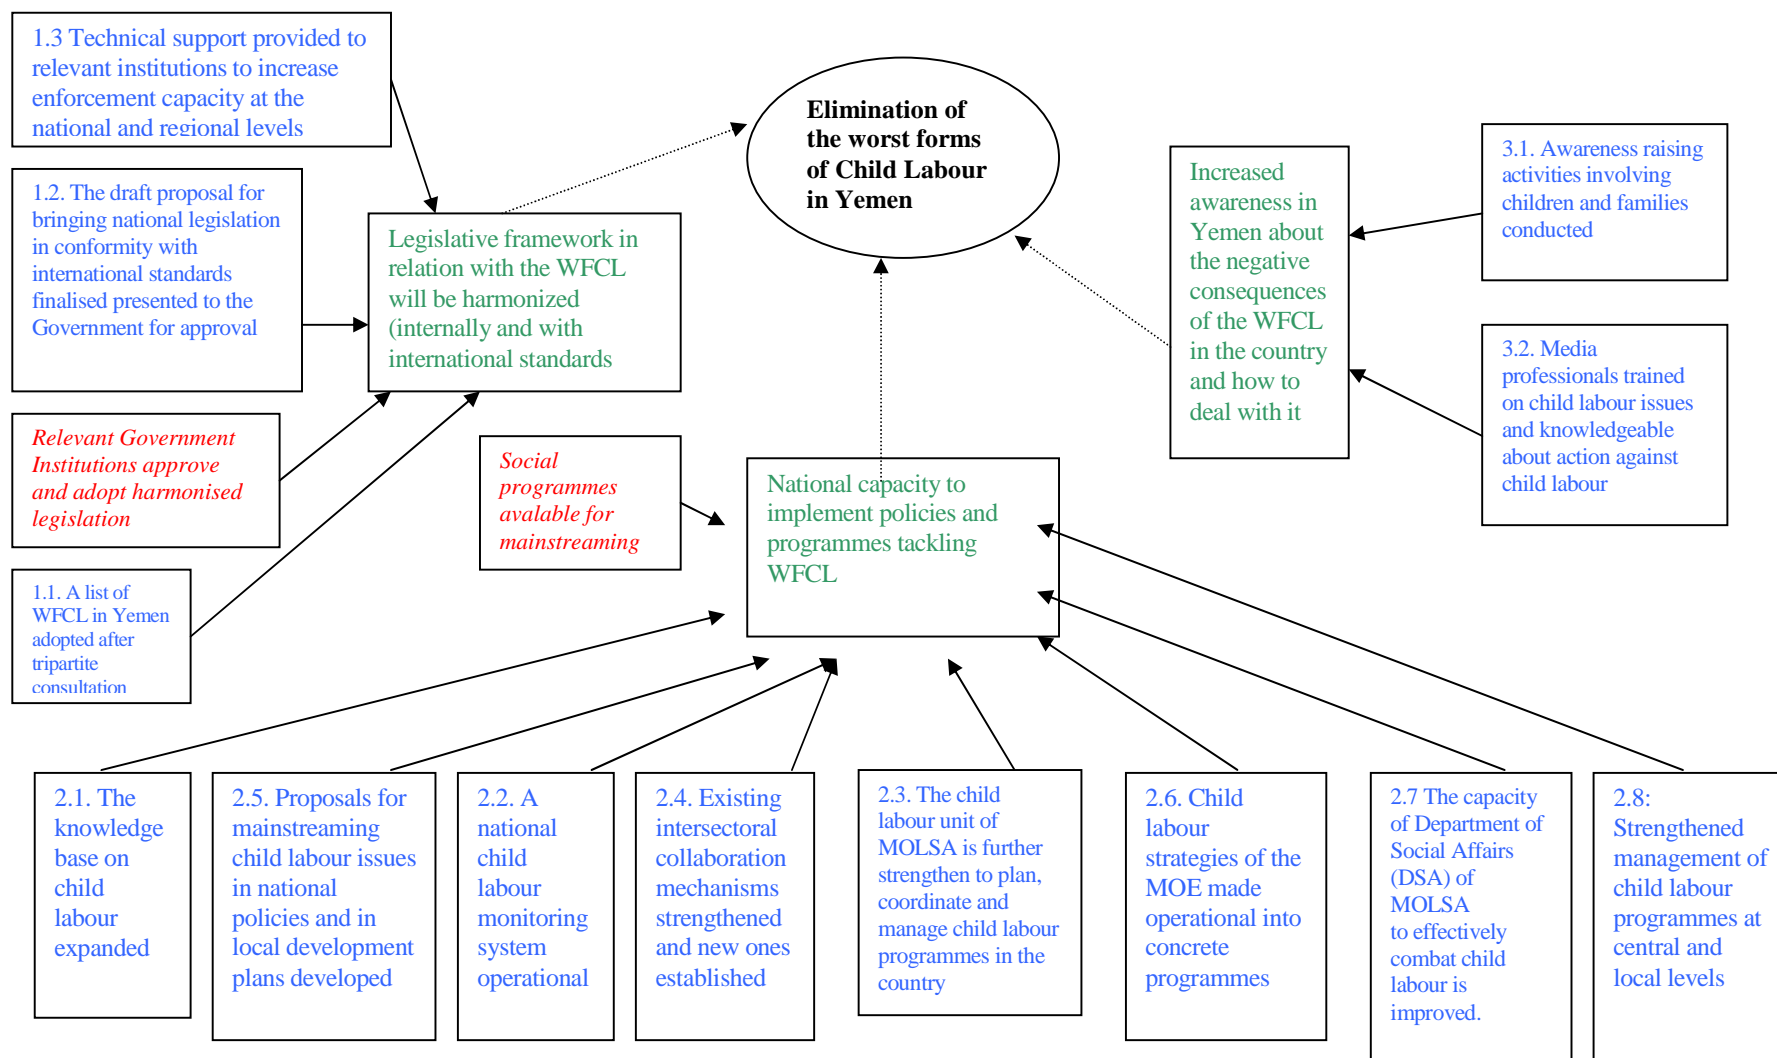 1.3 Technical support provided to
relevant institutions to increase
enforcement capacity at the
national and regional levels
Elimination of
the worst forms
of Child Labour
in Yemen
1.2. The draft proposal for
bringing national legislation
in conformity with
international standards
finalised presented to the
Government for approval
Legislative framework in
relation with the WFCL
will be harmonized
(internally and with
international standards
Increased
awareness in
Yemen about
the negative
consequences
of the WFCL
in the country
and how to
deal with it
3.1. Awareness raising
activities involving
children and families
conducted
3.2. Media
professionals trained
on child labour issues
and knowledgeable
about action against
child labour
Relevant Government
Institutions approve
and adopt harmonised
legislation
Social
programmes
avalable for
mainstreaming
National capacity to
implement policies and
programmes tackling
WFCL
1.1. A list of
WFCL in Yemen
adopted after
tripartite
consultation
2.1. The
knowledge
base on
child
labour
expanded
2.5. Proposals for
mainstreaming
child labour issues
in national
policies and in
local development
plans developed
2.2. A
national
child
labour
monitoring
system
operational
2.4. Existing
intersectoral
collaboration
mechanisms
strengthened
and new ones
established
2.3. The child
labour unit of
MOLSA is further
strengthen to plan,
coordinate and
manage child labour
programmes in the
country
2.6. Child
labour
strategies of the
MOE made
operational into
concrete
programmes
2.7 The capacity
of Department of
Social Affairs
(DSA) of
MOLSA
to effectively
combat child
labour is
improved.
2.8:
Strengthened
management of
child labour
programmes at
central and
local levels